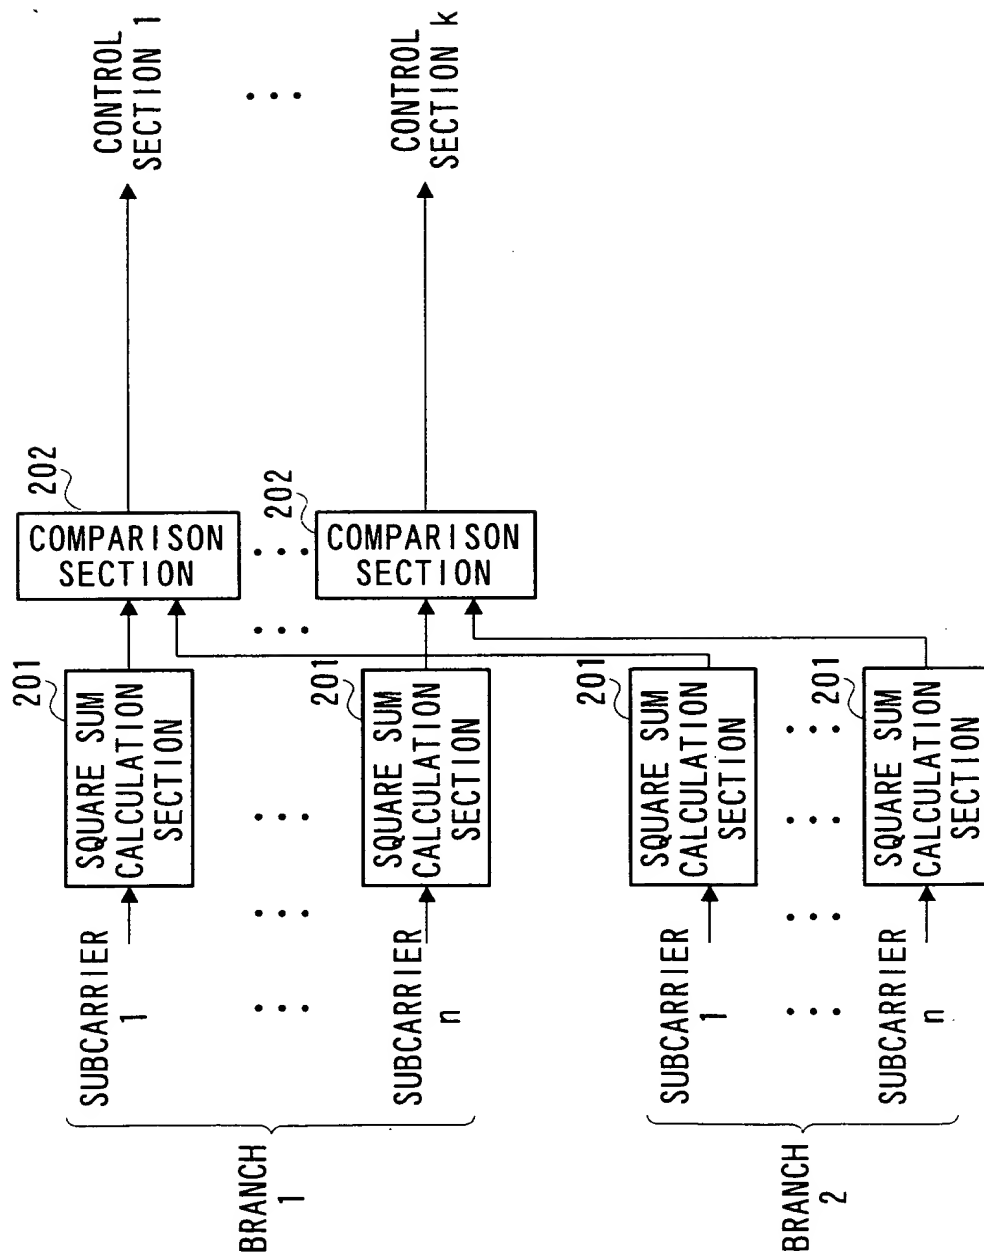 BRANCH
1
SUBCARRIER
1
201
SQUARE SUM
CALCULATION
SECTION
202
COMPARISON
SECTION
CONTROL
SECTION 1
SUBCARRIER
n
201
SQUARE SUM
CALCULATION
SECTION
202
COMPARISON
SECTION
CONTROL
SECTION k
BRANCH
2
SUBCARRIER
1
201
SQUARE SUM
CALCULATION
SECTION
SUBCARRIER
n
201
SQUARE SUM
CALCULATION
SECTION